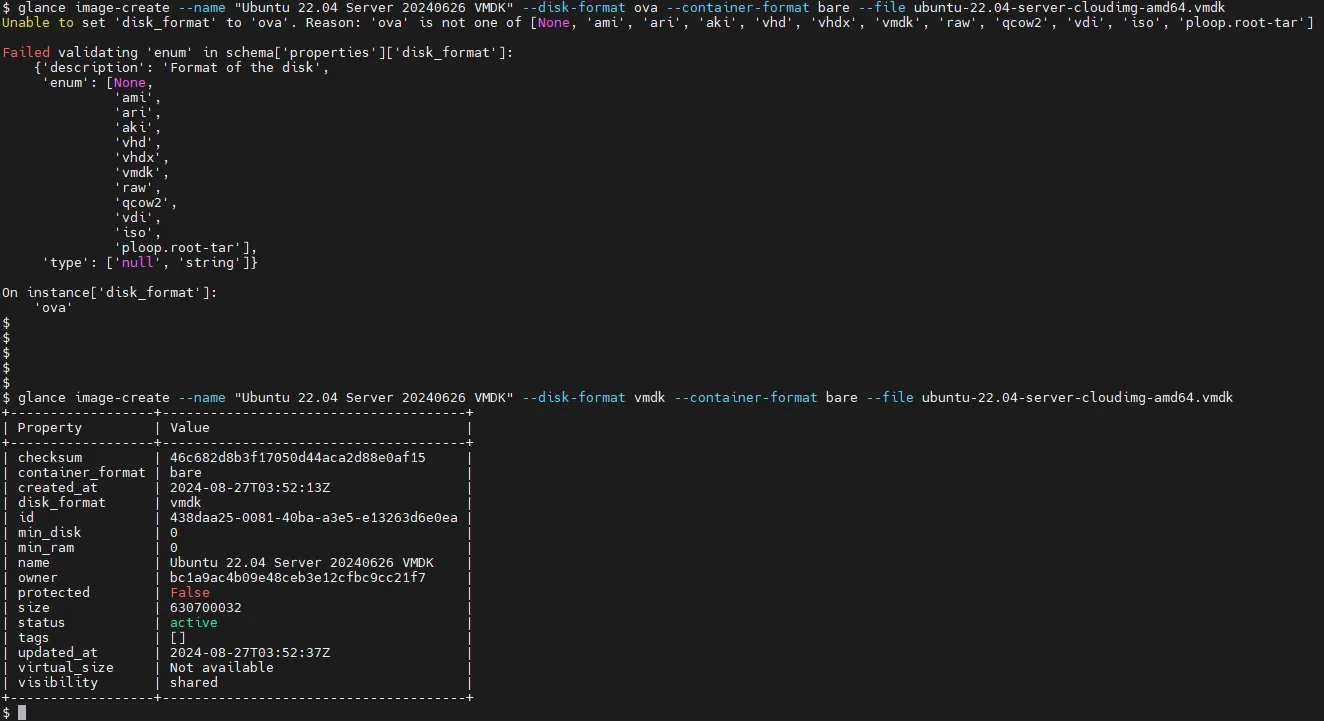 $ glance image-create --name "Ubuntu 22.04 Server 20240626 VMDK" --disk-format ova --container-format bare --file ubuntu-22.04-server-cloudimg-amd64.vmdk
Unable to set 'disk_format' to 'ova'. Reason: 'ova' is not one of [None, 'ami', 'ari', 'aki', 'vhd', 'vhdx', 'vmdk', 'raw', 'qcow2', 'vdi', 'iso', 'ploop.root-tar']

Failed validating 'enum' in schema['properties']['disk_format']:
    {'description': 'Format of the disk',
     'enum': [None,
              'ami',
              'ari',
              'aki',
              'vhd',
              'vhdx',
              'vmdk',
              'raw',
              'qcow2',
              'vdi',
              'iso',
              'ploop.root-tar'],
     'type': ['null', 'string']}

On instance['disk_format']:
    'ova'
$
$
$
$
$
$ glance image-create --name "Ubuntu 22.04 Server 20240626 VMDK" --disk-format vmdk --container-format bare --file ubuntu-22.04-server-cloudimg-amd64.vmdk
+------------------+--------------------------------------+
| Property         | Value                                |
+------------------+--------------------------------------+
| checksum         | 46c682d8b3f17050d44aca2d88e0af15     |
| container_format | bare                                 |
| created_at       | 2024-08-27T03:52:13Z                 |
| disk_format      | vmdk                                 |
| id               | 438daa25-0081-40ba-a3e5-e13263d6e0ea |
| min_disk         | 0                                    |
| min_ram          | 0                                    |
| name             | Ubuntu 22.04 Server 20240626 VMDK    |
| owner            | bc1a9ac4b09e48ceb3e12cfbc9cc21f7     |
| protected        | False                                |
| size             | 630700032                            |
| status           | active                               |
| tags             | []                                   |
| updated_at       | 2024-08-27T03:52:37Z                 |
| virtual_size     | Not available                        |
| visibility       | shared                               |
+------------------+--------------------------------------+
$